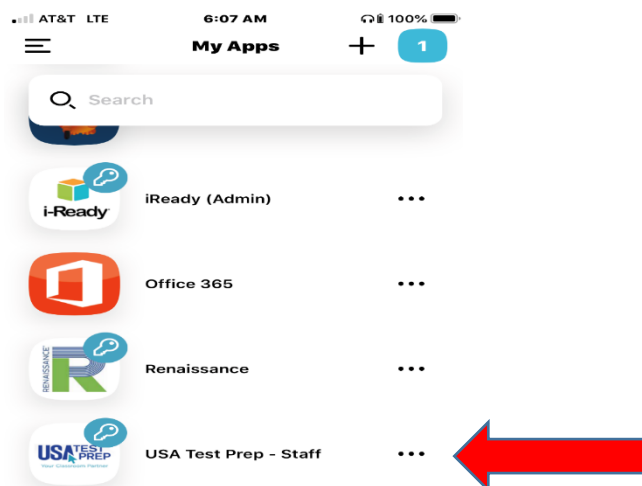 AT&T LTE 6:07 AM 100%
My Apps 1
Search
i-Ready
iReady (Admin)
Office 365
RENAISSANCE
R
Renaissance
USA TEST PREP
Your Classroom Partner
USA Test Prep - Staff